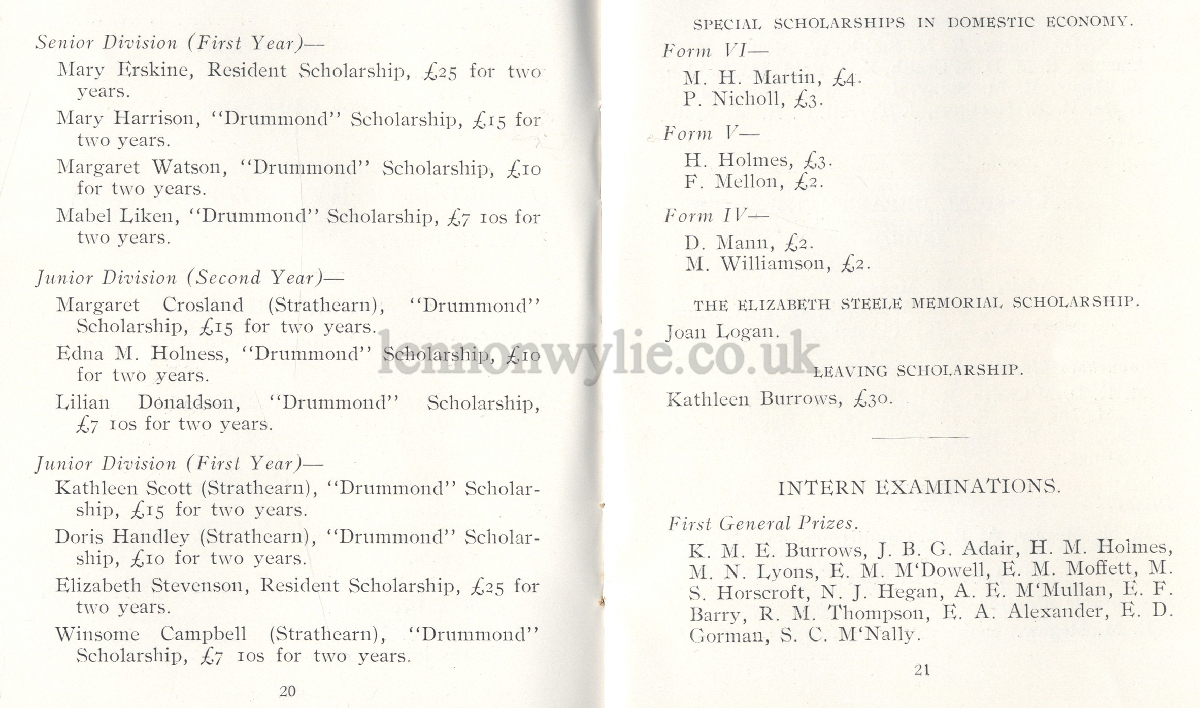 Senior Division (First Year)—
Mary Erskine, Resident Scholarship, £25 for two
years.
Mary Harrison, "Drummond" Scholarship, £15 for
two years.
Margaret Watson, "Drummond" Scholarship, £10
for two years.
Mabel Liken, "Drummond" Scholarship, £7 10s for
two years.
Junior Division (Second Year)—
Margaret Crosland (Strathearn), "Drummond"
Scholarship, £15 for two years.
Edna M. Holness, "Drummond" Scholarship, £10
for two years.
Lilian Donaldson, "Drummond" Scholarship,
£7 10s for two years.
Junior Division (First Year)—
Kathleen Scott (Strathearn), "Drummond" Scholar-
ship, £15 for two years.
Doris Handley (Strathearn), "Drummond" Scholar-
ship, £10 for two years.
Elizabeth Stevenson, Resident Scholarship, £25 for
two years.
Winsome Campbell (Strathearn), "Drummond"
Scholarship, £7 10s for two years.
20
SPECIAL SCHOLARSHIPS IN DOMESTIC ECONOMY.
Form VI—
M. H. Martin, £4.
P. Nicholl, £3.
Form V—
H. Holmes, £3.
F. Mellon, £2.
Form IV—
D. Mann, £2.
M. Williamson, £2.
THE ELIZABETH STEELE MEMORIAL SCHOLARSHIP.
Joan Logan.
LEAVING SCHOLARSHIP.
Kathleen Burrows, £30.
INTERN EXAMINATIONS.
First General Prizes.
K. M. E. Burrows, J. B. G. Adair, H. M. Holmes,
M. N. Lyons, E. M. M'Dowell, E. M. Moffett, M.
S. Horscroft, N. J. Hegan, A. E. M'Mullan, E. F.
Barry, R. M. Thompson, E. A. Alexander, E. D.
Gorman, S. C. M'Nally.
21
lennonwylie.co.uk